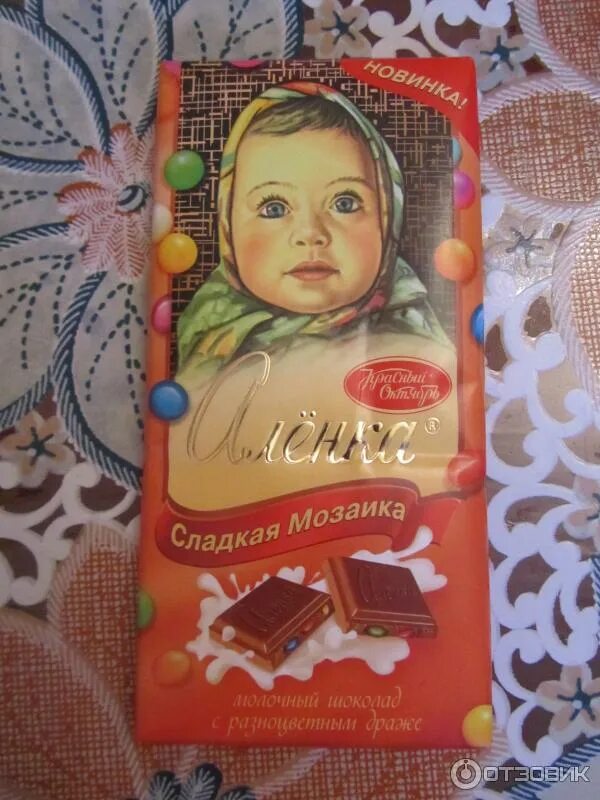 НОВИНКА!
Красный
Октябрь
Алёнка®
Сладкая Мозаика
молочный шоколад
с разноцветным драже
ОТЗОВИК